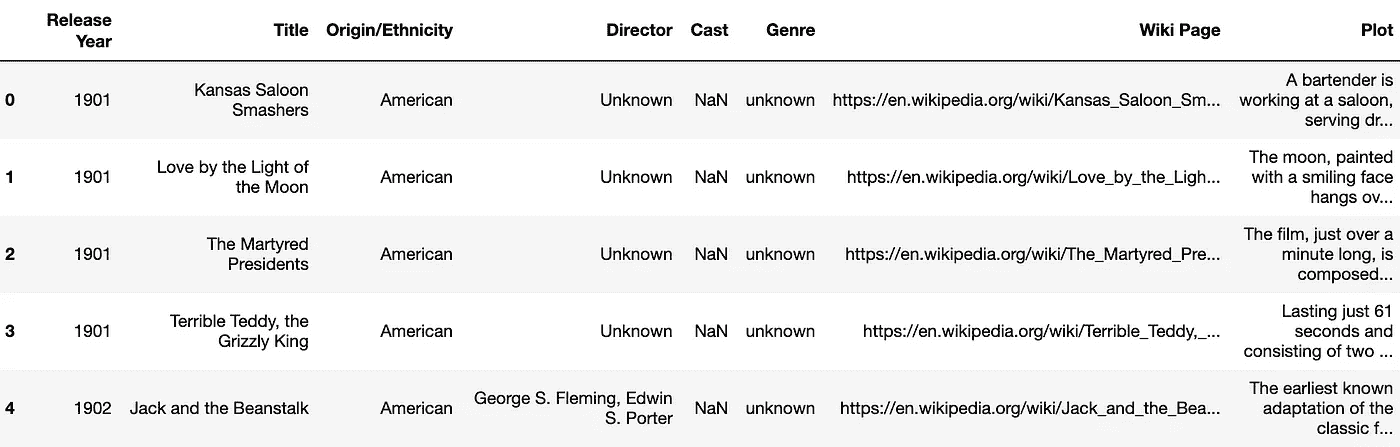 Release Year Title Origin/Ethnicity Director Cast Genre Wiki Page Plot
0 1901 Kansas Saloon Smashers American Unknown NaN unknown https://en.wikipedia.org/wiki/Kansas_Saloon_Sm... A bartender is working at a saloon, serving dr...
1 1901 Love by the Light of the Moon American Unknown NaN unknown https://en.wikipedia.org/wiki/Love_by_the_Ligh... The moon, painted with a smiling face hangs ov...
2 1901 The Martyred Presidents American Unknown NaN unknown https://en.wikipedia.org/wiki/The_Martyred_Pre... The film, just over a minute long, is composed...
3 1901 Terrible Teddy, the Grizzly King American Unknown NaN unknown https://en.wikipedia.org/wiki/Terrible_Teddy,_... Lasting just 61 seconds and consisting of two ...
4 1902 Jack and the Beanstalk American George S. Fleming, Edwin S. Porter NaN unknown https://en.wikipedia.org/wiki/Jack_and_the_Bea... The earliest known adaptation of the classic f...